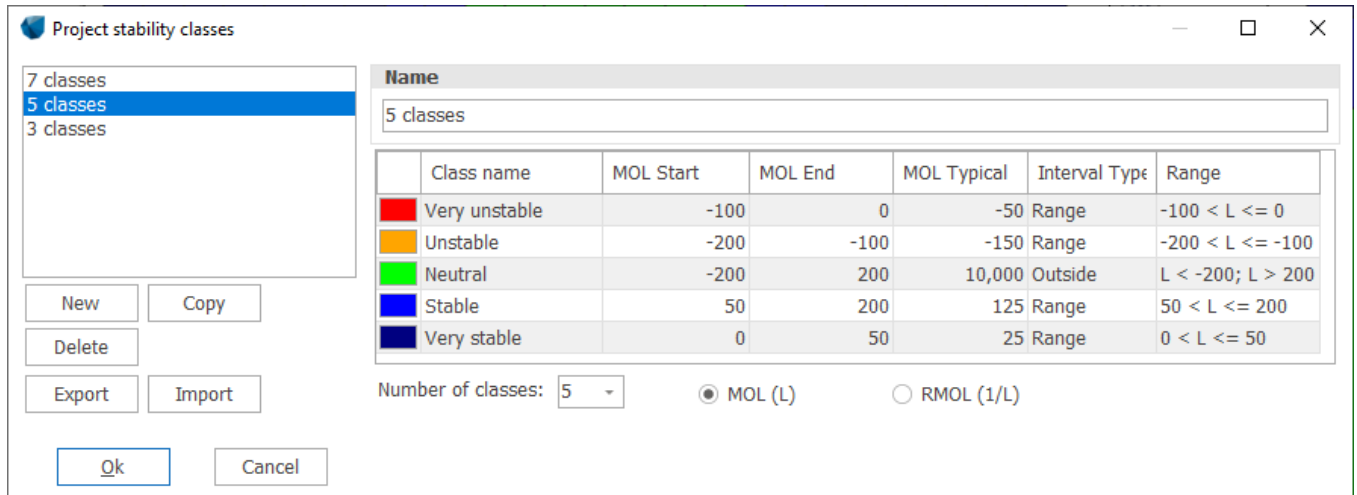 Project stability classes
7 classes
5 classes
3 classes
New Copy
Delete
Export Import
Ok Cancel
Name
5 classes
Class name MOL Start MOL End MOL Typical Interval Type Range
Very unstable -100 0 -50 Range -100 < L <= 0
Unstable -200 -100 -150 Range -200 < L <= -100
Neutral -200 200 10,000 Outside L < -200; L > 200
Stable 50 200 125 Range 50 < L <= 200
Very stable 0 50 25 Range 0 < L <= 50
Number of classes: 5 MOL (L) RMOL (1/L)